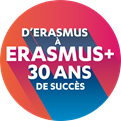 D'ERASMUS
À
ERASMUS+
30 ANS
DE SUCCÈS